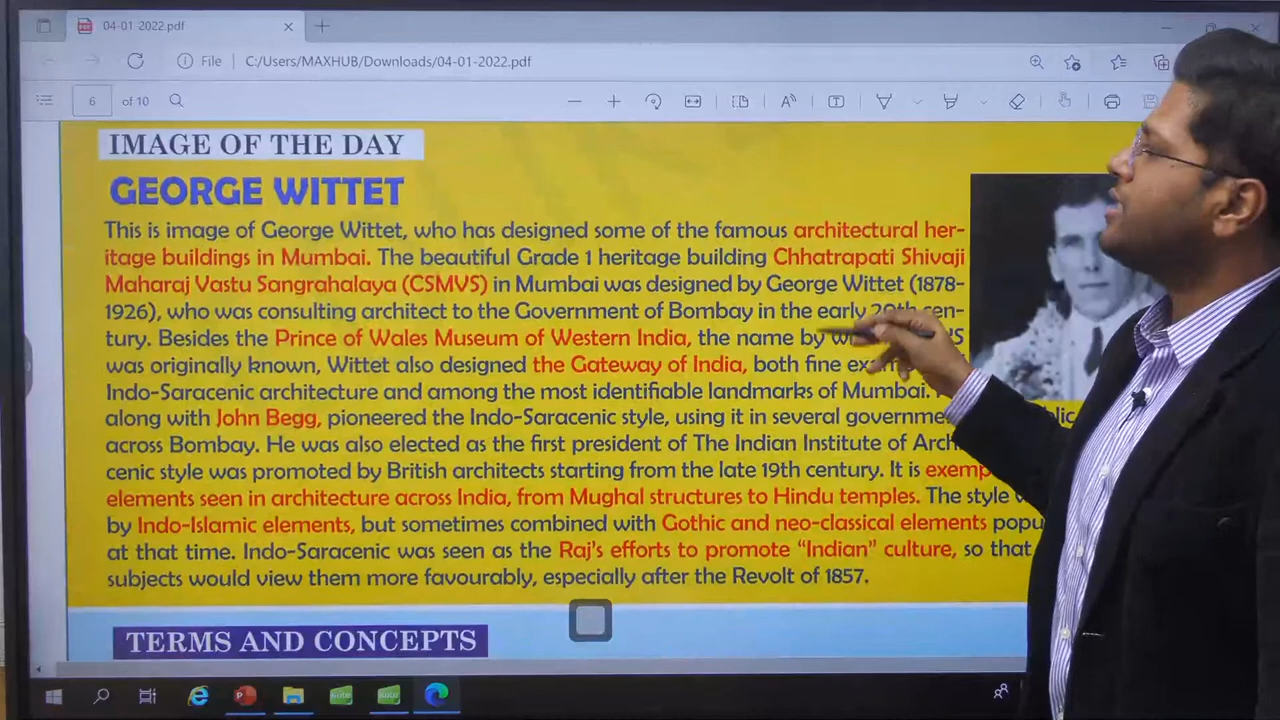 04-01-2022.pdf
File C:/Users/MAXHUB/Downloads/04-01-2022.pdf
6 of 10
IMAGE OF THE DAY
GEORGE WITTET
This is image of George Wittet, who has designed some of the famous architectural her-
itage buildings in Mumbai. The beautiful Grade 1 heritage building Chhatrapati Shivaji
Maharaj Vastu Sangrahalaya (CSMVS) in Mumbai was designed by George Wittet (1878-
1926), who was consulting architect to the Government of Bombay in the early 20th cen-
tury. Besides the Prince of Wales Museum of Western India, the name by
was originally known, Wittet also designed the Gateway of India, both fine
Indo-Saracenic architecture and among the most identifiable landmarks of Mumbai.
along with John Begg, pioneered the Indo-Saracenic style, using it in several
across Bombay. He was also elected as the first president of The Indian Institute of
cenic style was promoted by British architects starting from the late 19th century. It is
elements seen in architecture across India, from Mughal structures to Hindu temples. The style
by Indo-Islamic elements, but sometimes combined with Gothic and neo-classical elements
at that time. Indo-Saracenic was seen as the Raj's efforts to promote “Indian” culture, so that
subjects would view them more favourably, especially after the Revolt of 1857.
TERMS AND CONCEPTS